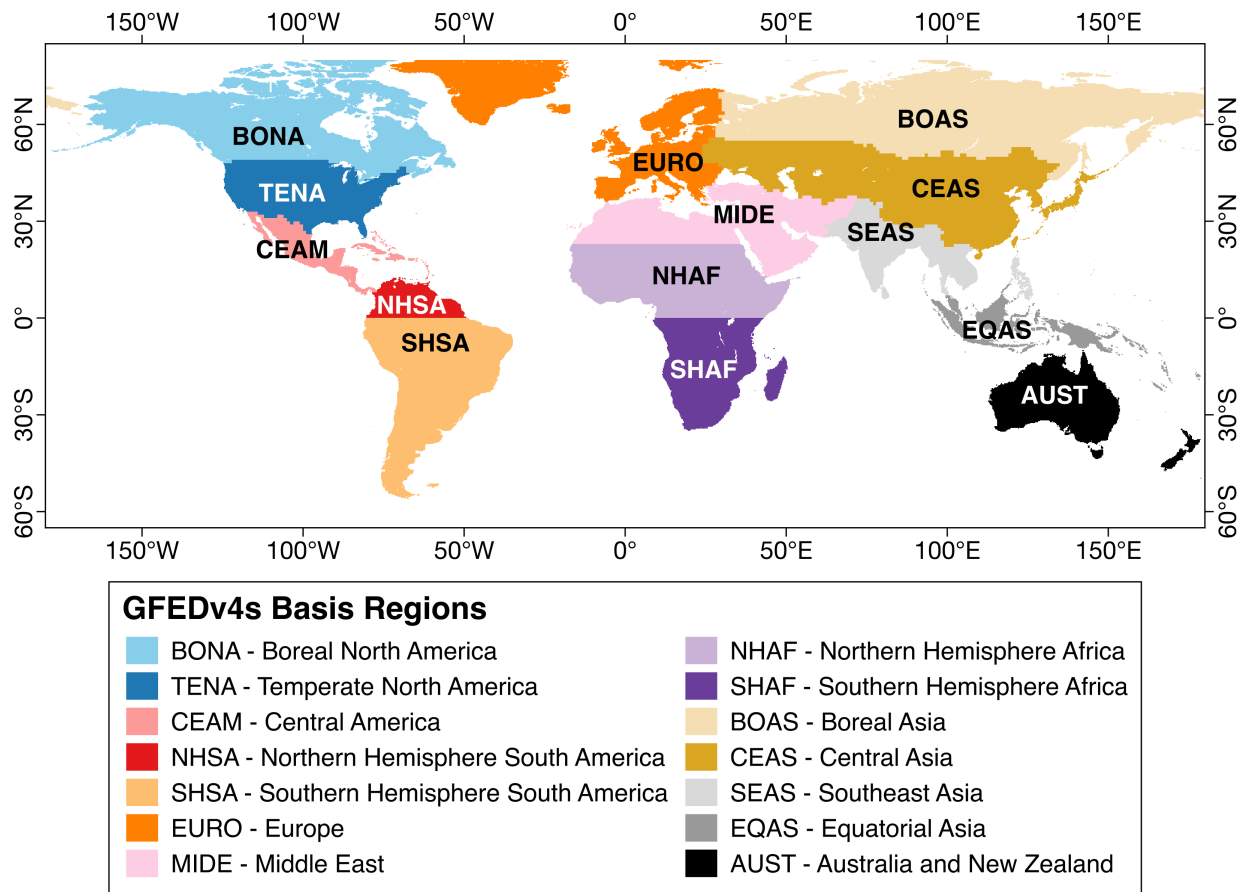 150°W 100°W 50°W 0° 50°E 100°E 150°E
60°N 60°N
BOAS
BONA
EURO
CEAS
TENA
30°N 30°N
MIDE
SEAS
CEAM
NHAF
NHSA
0° 0°
EQAS
SHSA
SHAF
AUST
30°S 30°S
60°S 60°S
150°W 100°W 50°W 0° 50°E 100°E 150°E
GFEDv4s Basis Regions
BONA - Boreal North America
TENA - Temperate North America
CEAM - Central America
NHSA - Northern Hemisphere South America
SHSA - Southern Hemisphere South America
EURO - Europe
MIDE - Middle East
NHAF - Northern Hemisphere Africa
SHAF - Southern Hemisphere Africa
BOAS - Boreal Asia
CEAS - Central Asia
SEAS - Southeast Asia
EQAS - Equatorial Asia
AUST - Australia and New Zealand